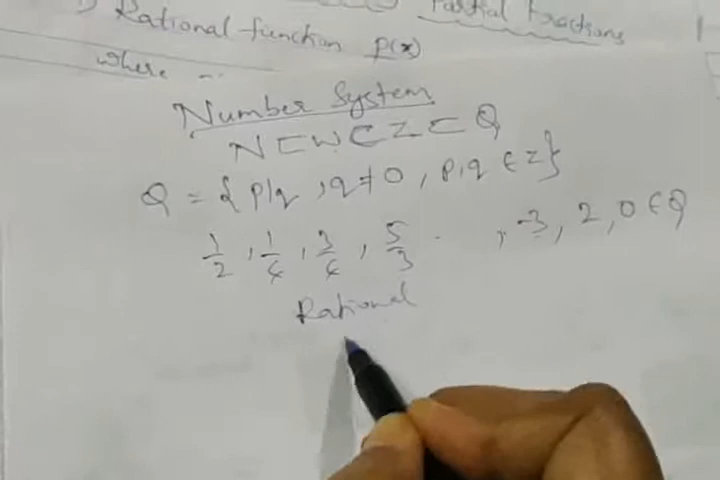 Partial Fractions
1) Rational function P(x)
where ...
Number System
N ⊂ W ⊂ Z ⊂ Q
Q = { p/q , q ≠ 0 , p, q ∈ Z }
1/2 , 1/4 , 3/4 , 5/3 .. , -3, 2, 0 ∈ Q
Rational